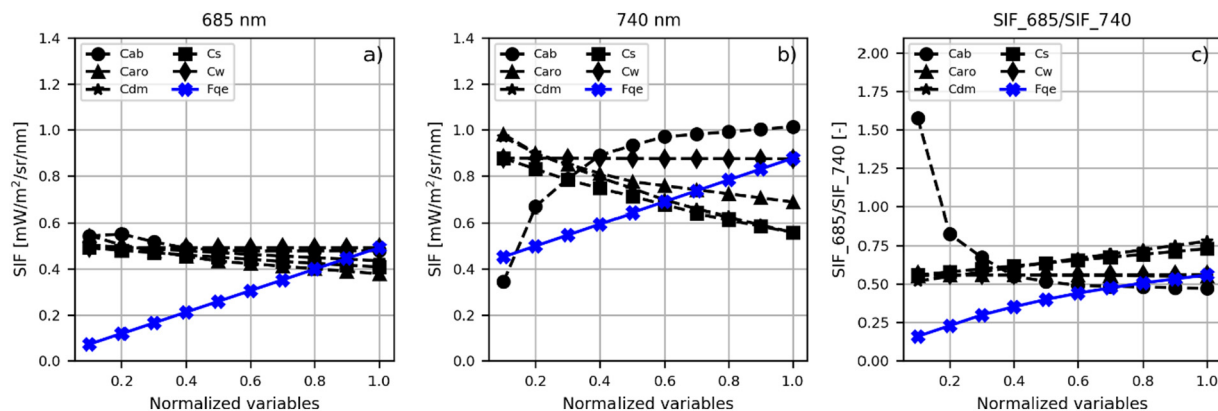 685 nm
SIF [mW/m²/sr/nm]
1.4
1.2
1.0
0.8
0.6
0.4
0.2
0.0
Cab
Caro
Cdm
Cs
Cw
Fqe
a)
0.2 0.4 0.6 0.8 1.0
Normalized variables
740 nm
SIF [mW/m²/sr/nm]
1.4
1.2
1.0
0.8
0.6
0.4
0.2
0.0
Cab
Caro
Cdm
Cs
Cw
Fqe
b)
0.2 0.4 0.6 0.8 1.0
Normalized variables
SIF_685/SIF_740
SIF_685/SIF_740 [-]
2.00
1.75
1.50
1.25
1.00
0.75
0.50
0.25
0.00
Cab
Caro
Cdm
Cs
Cw
Fqe
c)
0.2 0.4 0.6 0.8 1.0
Normalized variables